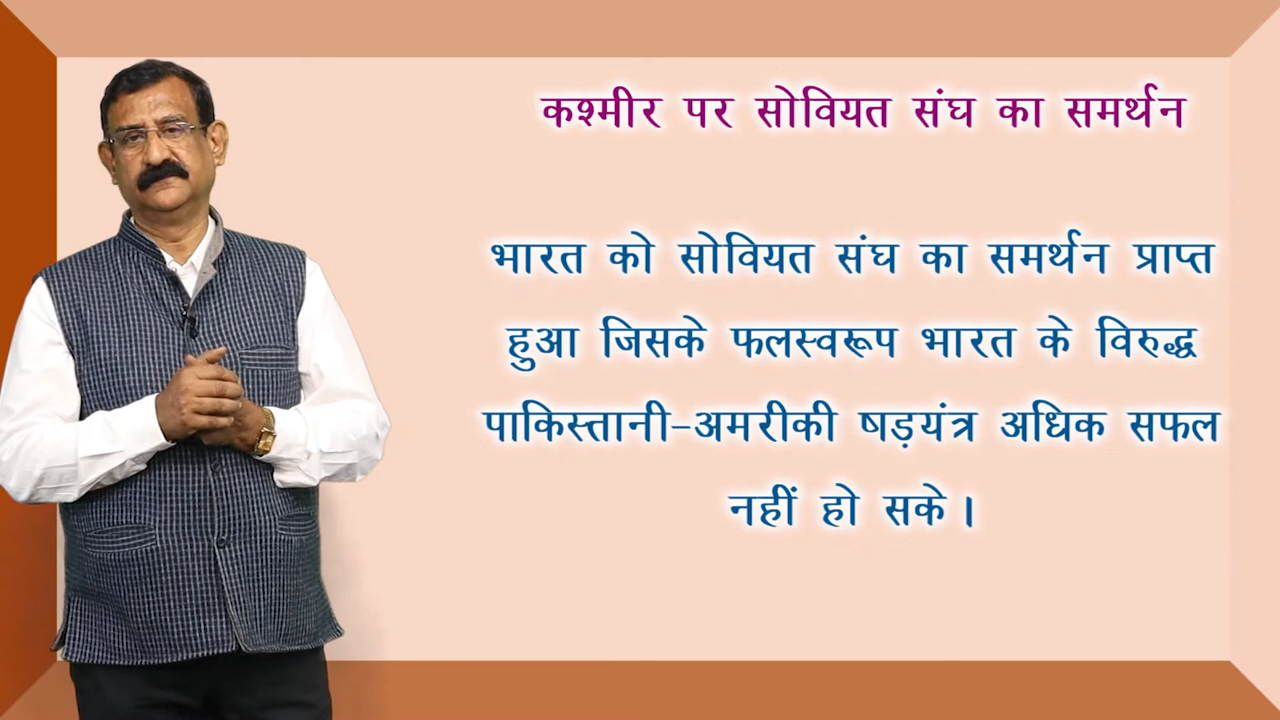 कश्मीर पर सोवियत संघ का समर्थन
भारत को सोवियत संघ का समर्थन प्राप्त
हुआ जिसके फलस्वरूप भारत के विरुद्ध
पाकिस्तानी-अमरीकी षड़यंत्र अधिक सफल
नहीं हो सके।